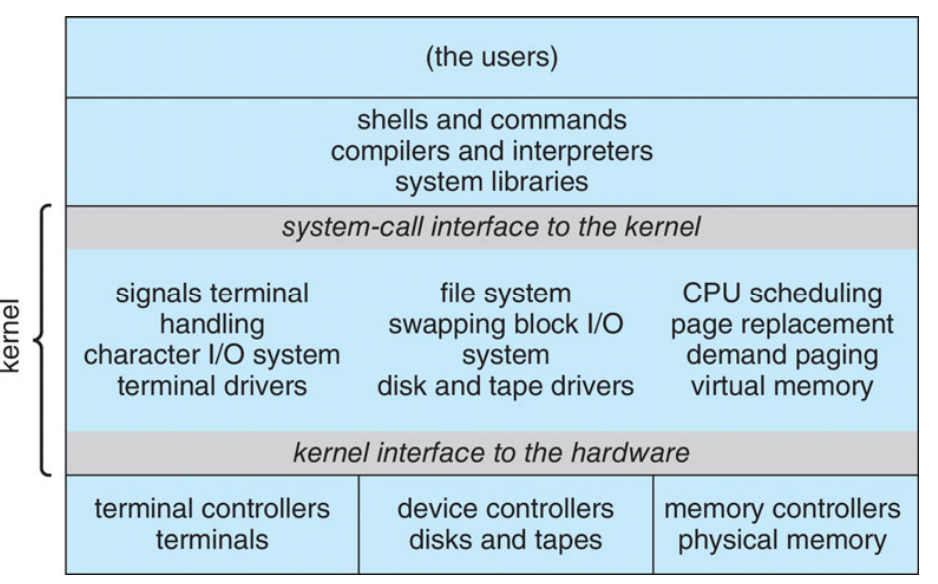 (the users)
shells and commands
compilers and interpreters
system libraries
kernel
system-call interface to the kernel
signals terminal
handling
character I/O system
terminal drivers
file system
swapping block I/O
system
disk and tape drivers
CPU scheduling
page replacement
demand paging
virtual memory
kernel interface to the hardware
terminal controllers
terminals
device controllers
disks and tapes
memory controllers
physical memory